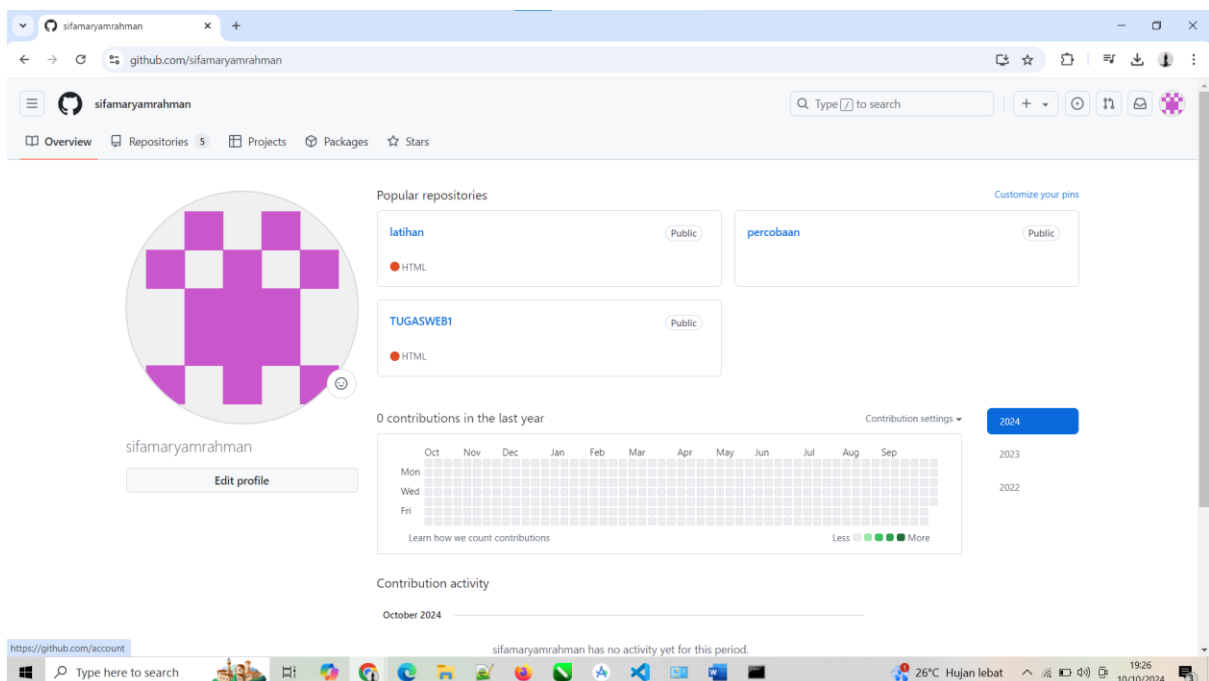 sifamaryamrahman
github.com/sifamaryamrahman
sifamaryamrahman
Type / to search
Overview Repositories 5 Projects Packages Stars
Popular repositories Customize your pins
latihan Public
HTML
percobaan Public
TUGASWEB1 Public
HTML
sifamaryamrahman
Edit profile
0 contributions in the last year Contribution settings
2024
2023
2022
Oct Nov Dec Jan Feb Mar Apr May Jun Jul Aug Sep
Mon
Wed
Fri
Learn how we count contributions Less More
Contribution activity
October 2024
sifamaryamrahman has no activity yet for this period.
https://github.com/account
Type here to search
26°C Hujan lebat
19:26
10/10/2024
3